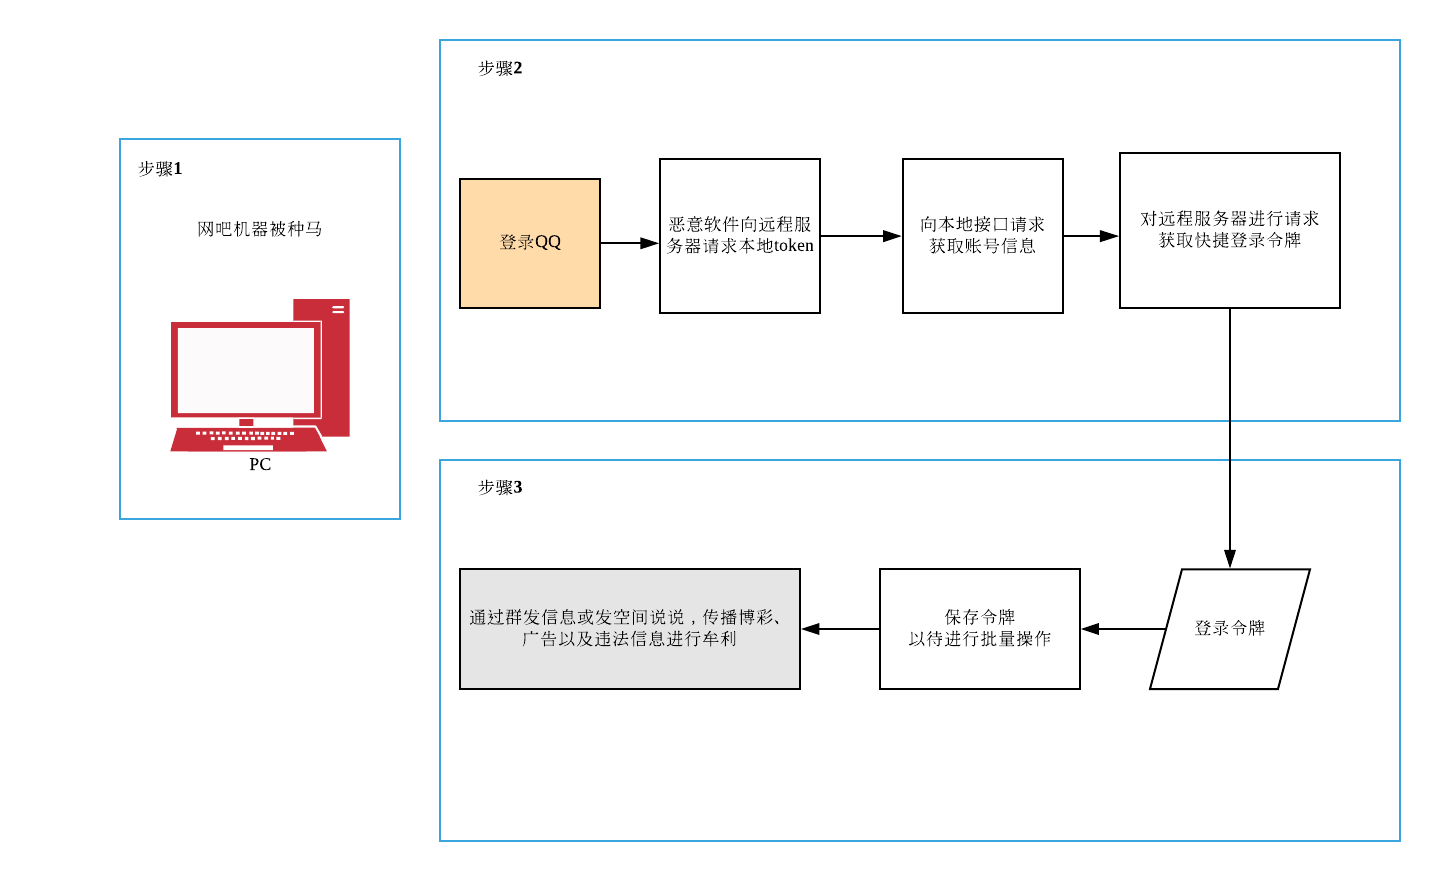 步骤1
网吧机器被种马
PC
步骤2
登录QQ
恶意软件向远程服
务器请求本地token
向本地接口请求
获取账号信息
对远程服务器进行请求
获取快捷登录令牌
步骤3
通过群发信息或发空间说说，传播博彩、
广告以及违法信息进行牟利
保存令牌
以待进行批量操作
登录令牌